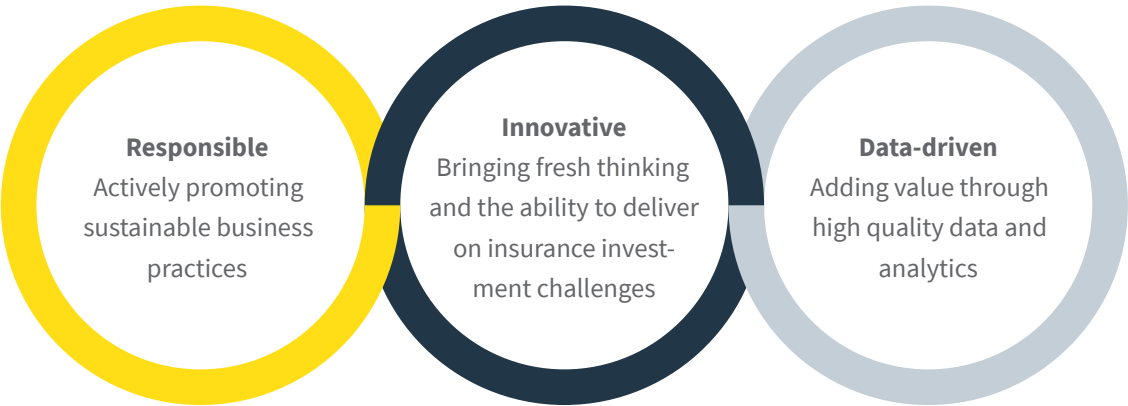 Responsible
Actively promoting
sustainable business
practices
Innovative
Bringing fresh thinking
and the ability to deliver
on insurance invest-
ment challenges
Data-driven
Adding value through
high quality data and
analytics